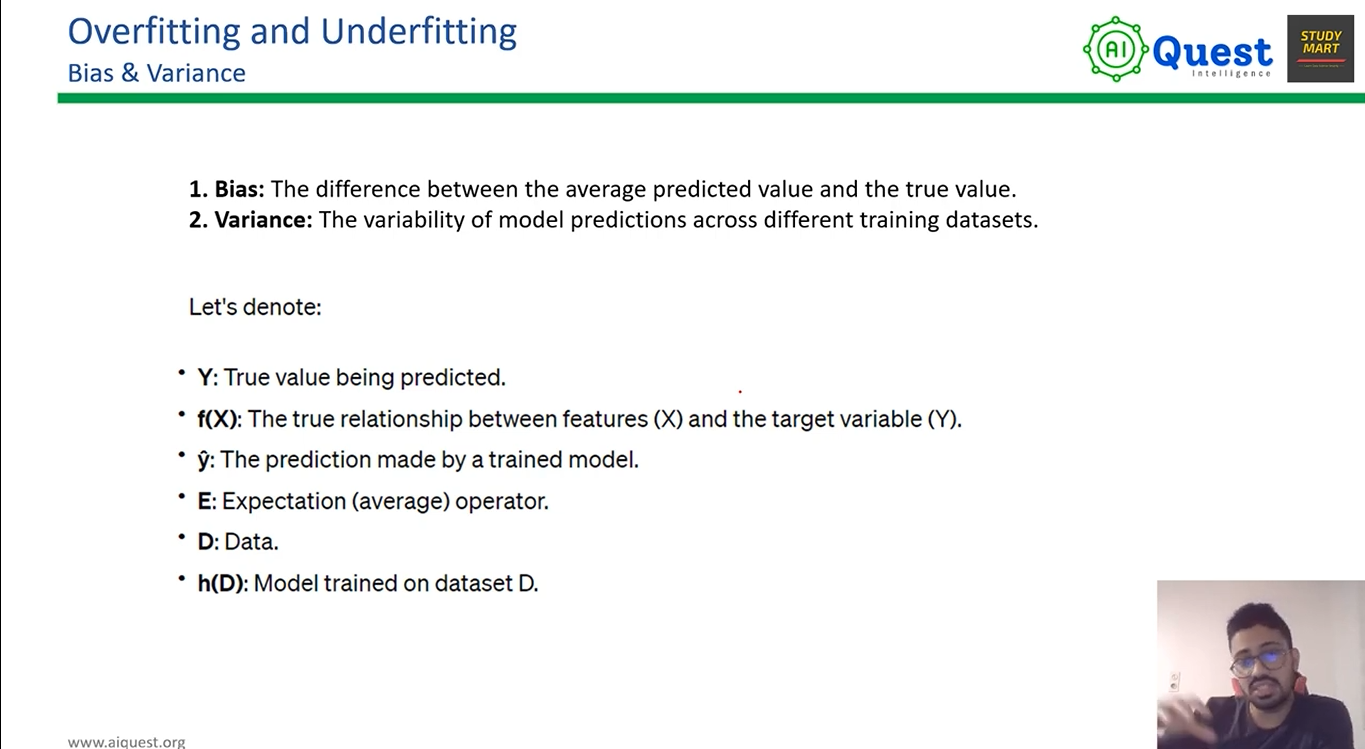 Overfitting and Underfitting
Bias & Variance
AI Quest
Intelligence
STUDY
MART
1. Bias: The difference between the average predicted value and the true value.
2. Variance: The variability of model predictions across different training datasets.
Let's denote:
• Y: True value being predicted.
• f(X): The true relationship between features (X) and the target variable (Y).
• ŷ: The prediction made by a trained model.
• E: Expectation (average) operator.
• D: Data.
• h(D): Model trained on dataset D.
www.aiquest.org